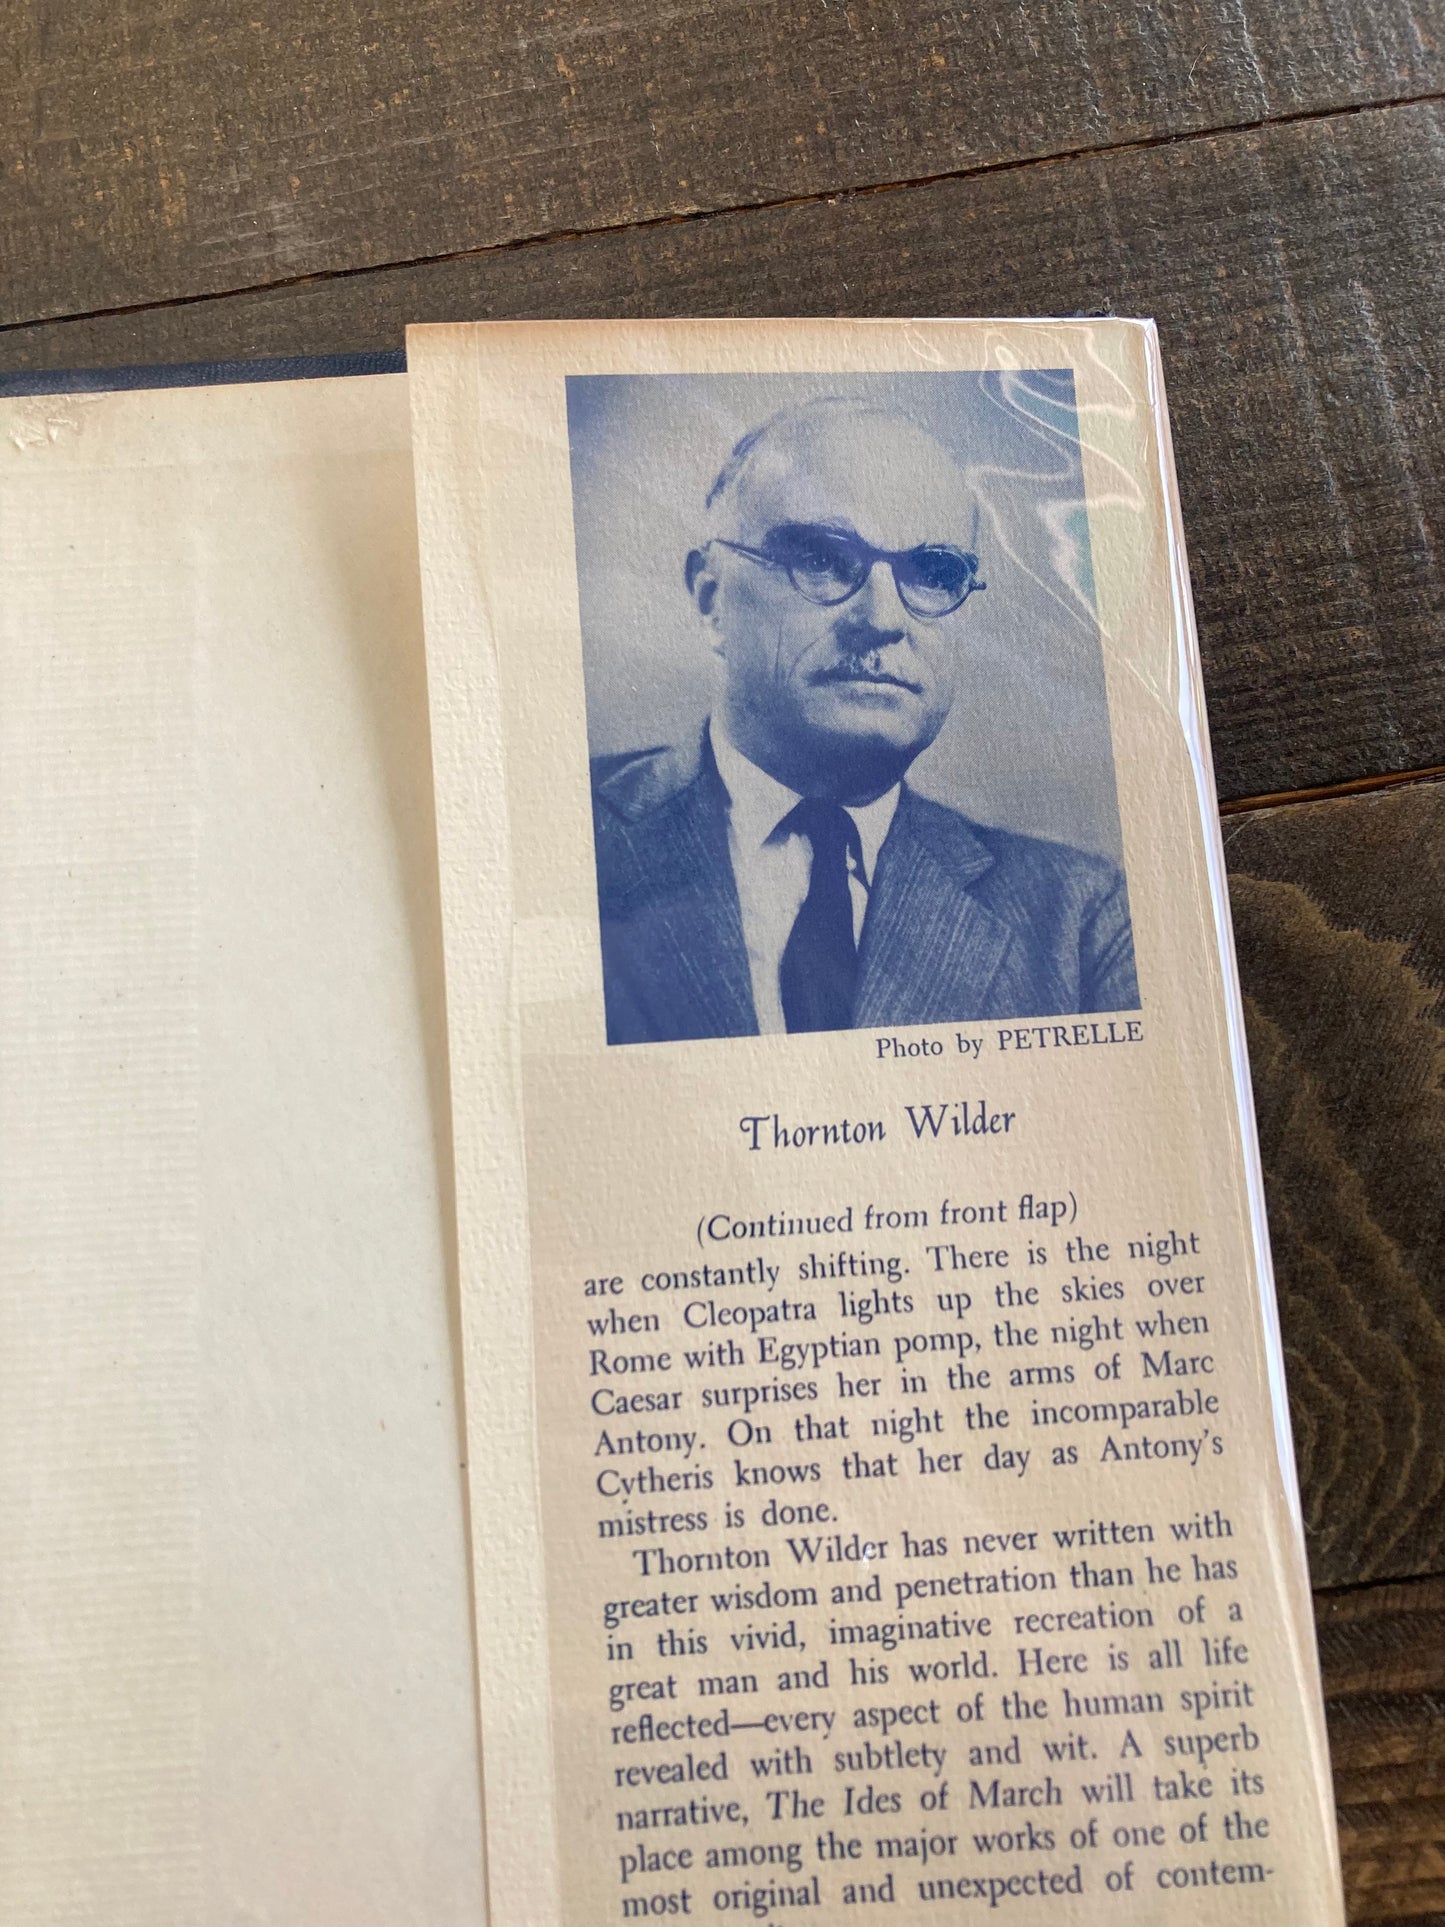 Photo by PETRELLE
Thornton Wilder
(Continued from front flap)
are constantly shifting. There is the night
when Cleopatra lights up the skies over
Rome with Egyptian pomp, the night when
Caesar surprises her in the arms of Marc
Antony. On that night the incomparable
Cytheris knows that her day as Antony's
mistress is done.
Thornton Wilder has never written with
greater wisdom and penetration than he has
in this vivid, imaginative recreation of a
great man and his world. Here is all life
reflected—every aspect of the human spirit
revealed with subtlety and wit. A superb
narrative, The Ides of March will take its
place among the major works of one of the
most original and unexpected of contem-